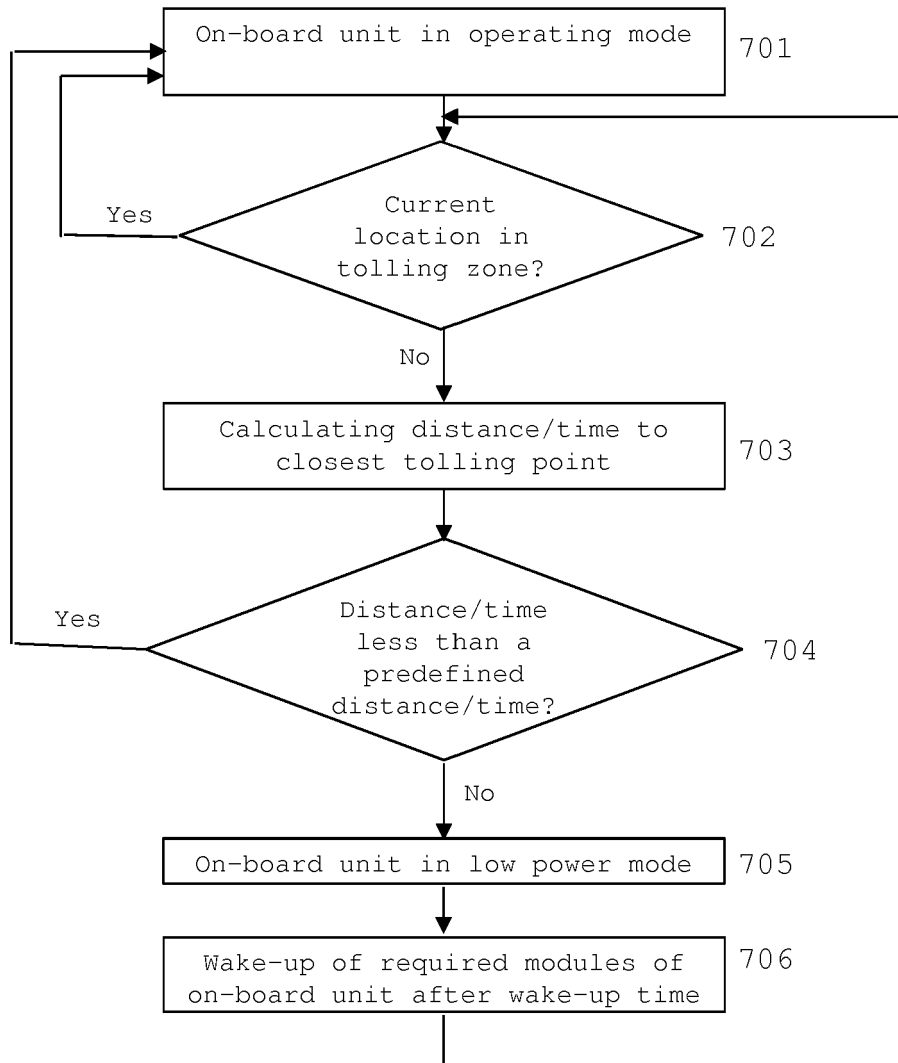 On-board unit in operating mode
701
Current
location in
tolling zone?
702
Yes
No
Calculating distance/time to
closest tolling point
703
Distance/time
less than a
predefined
distance/time?
704
Yes
No
On-board unit in low power mode
705
Wake-up of required modules of
on-board unit after wake-up time
706